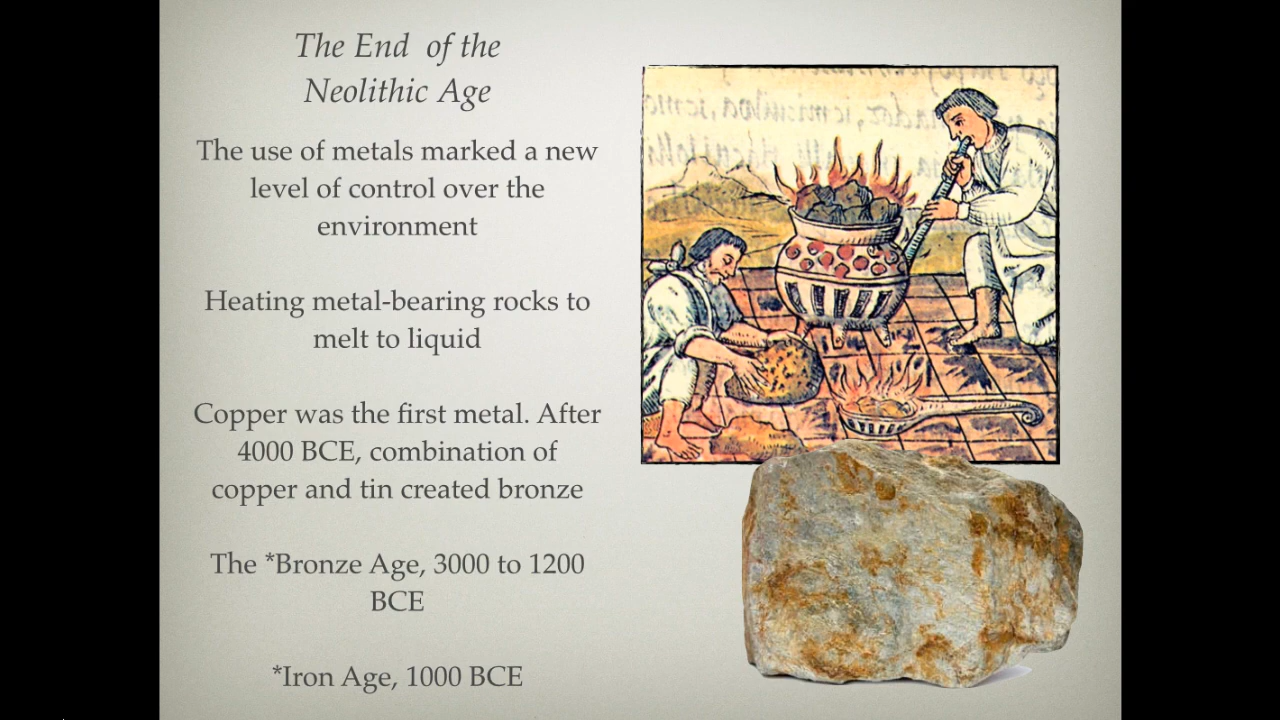 The End of the
Neolithic Age
The use of metals marked a new
level of control over the
environment
Heating metal-bearing rocks to
melt to liquid
Copper was the first metal. After
4000 BCE, combination of
copper and tin created bronze
The *Bronze Age, 3000 to 1200
BCE
*Iron Age, 1000 BCE